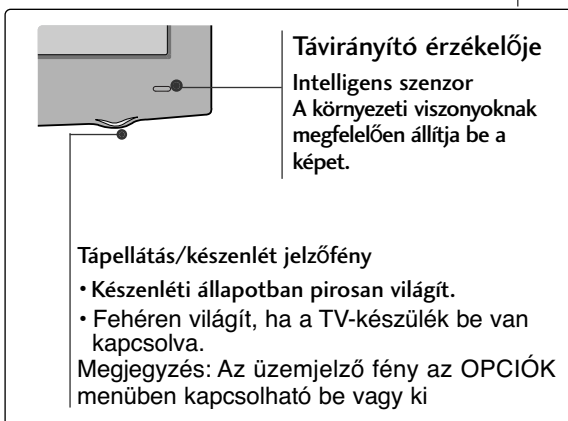 Távirányító érzékelője
Intelligens szenzor
A környezeti viszonyoknak
megfelelően állítja be a
képet.
Tápellátás/készenlét jelzőfény
• Készenléti állapotban pirosan világít.
• Fehéren világít, ha a TV-készülék be van
kapcsolva.
Megjegyzés: Az üzemjelző fény az OPCIÓK
menüben kapcsolható be vagy ki